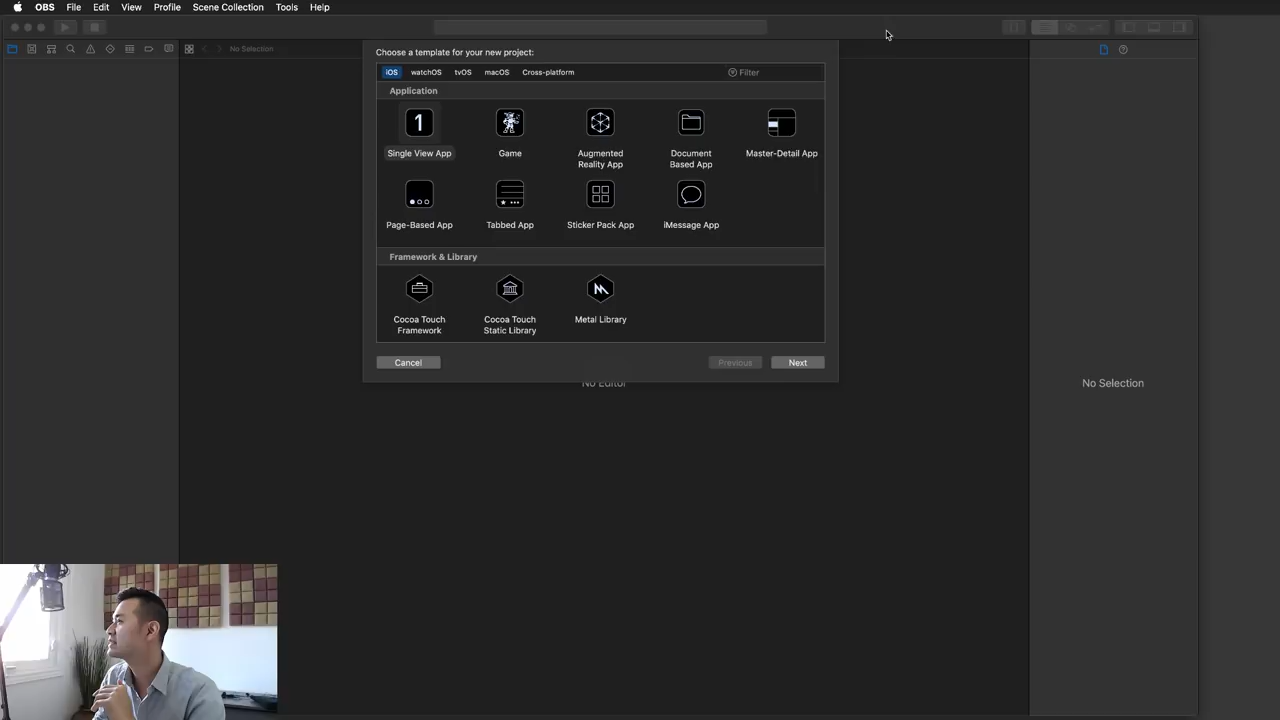 OBS File Edit View Profile Scene Collection Tools Help
No Selection
Choose a template for your new project:
iOS watchOS tvOS macOS Cross-platform Filter
Application
1
Single View App
Game
Augmented
Reality App
Document
Based App
Master-Detail App
Page-Based App
Tabbed App
Sticker Pack App
iMessage App
Framework & Library
Cocoa Touch
Framework
Cocoa Touch
Static Library
Metal Library
Cancel Previous Next
No Editor
No Selection